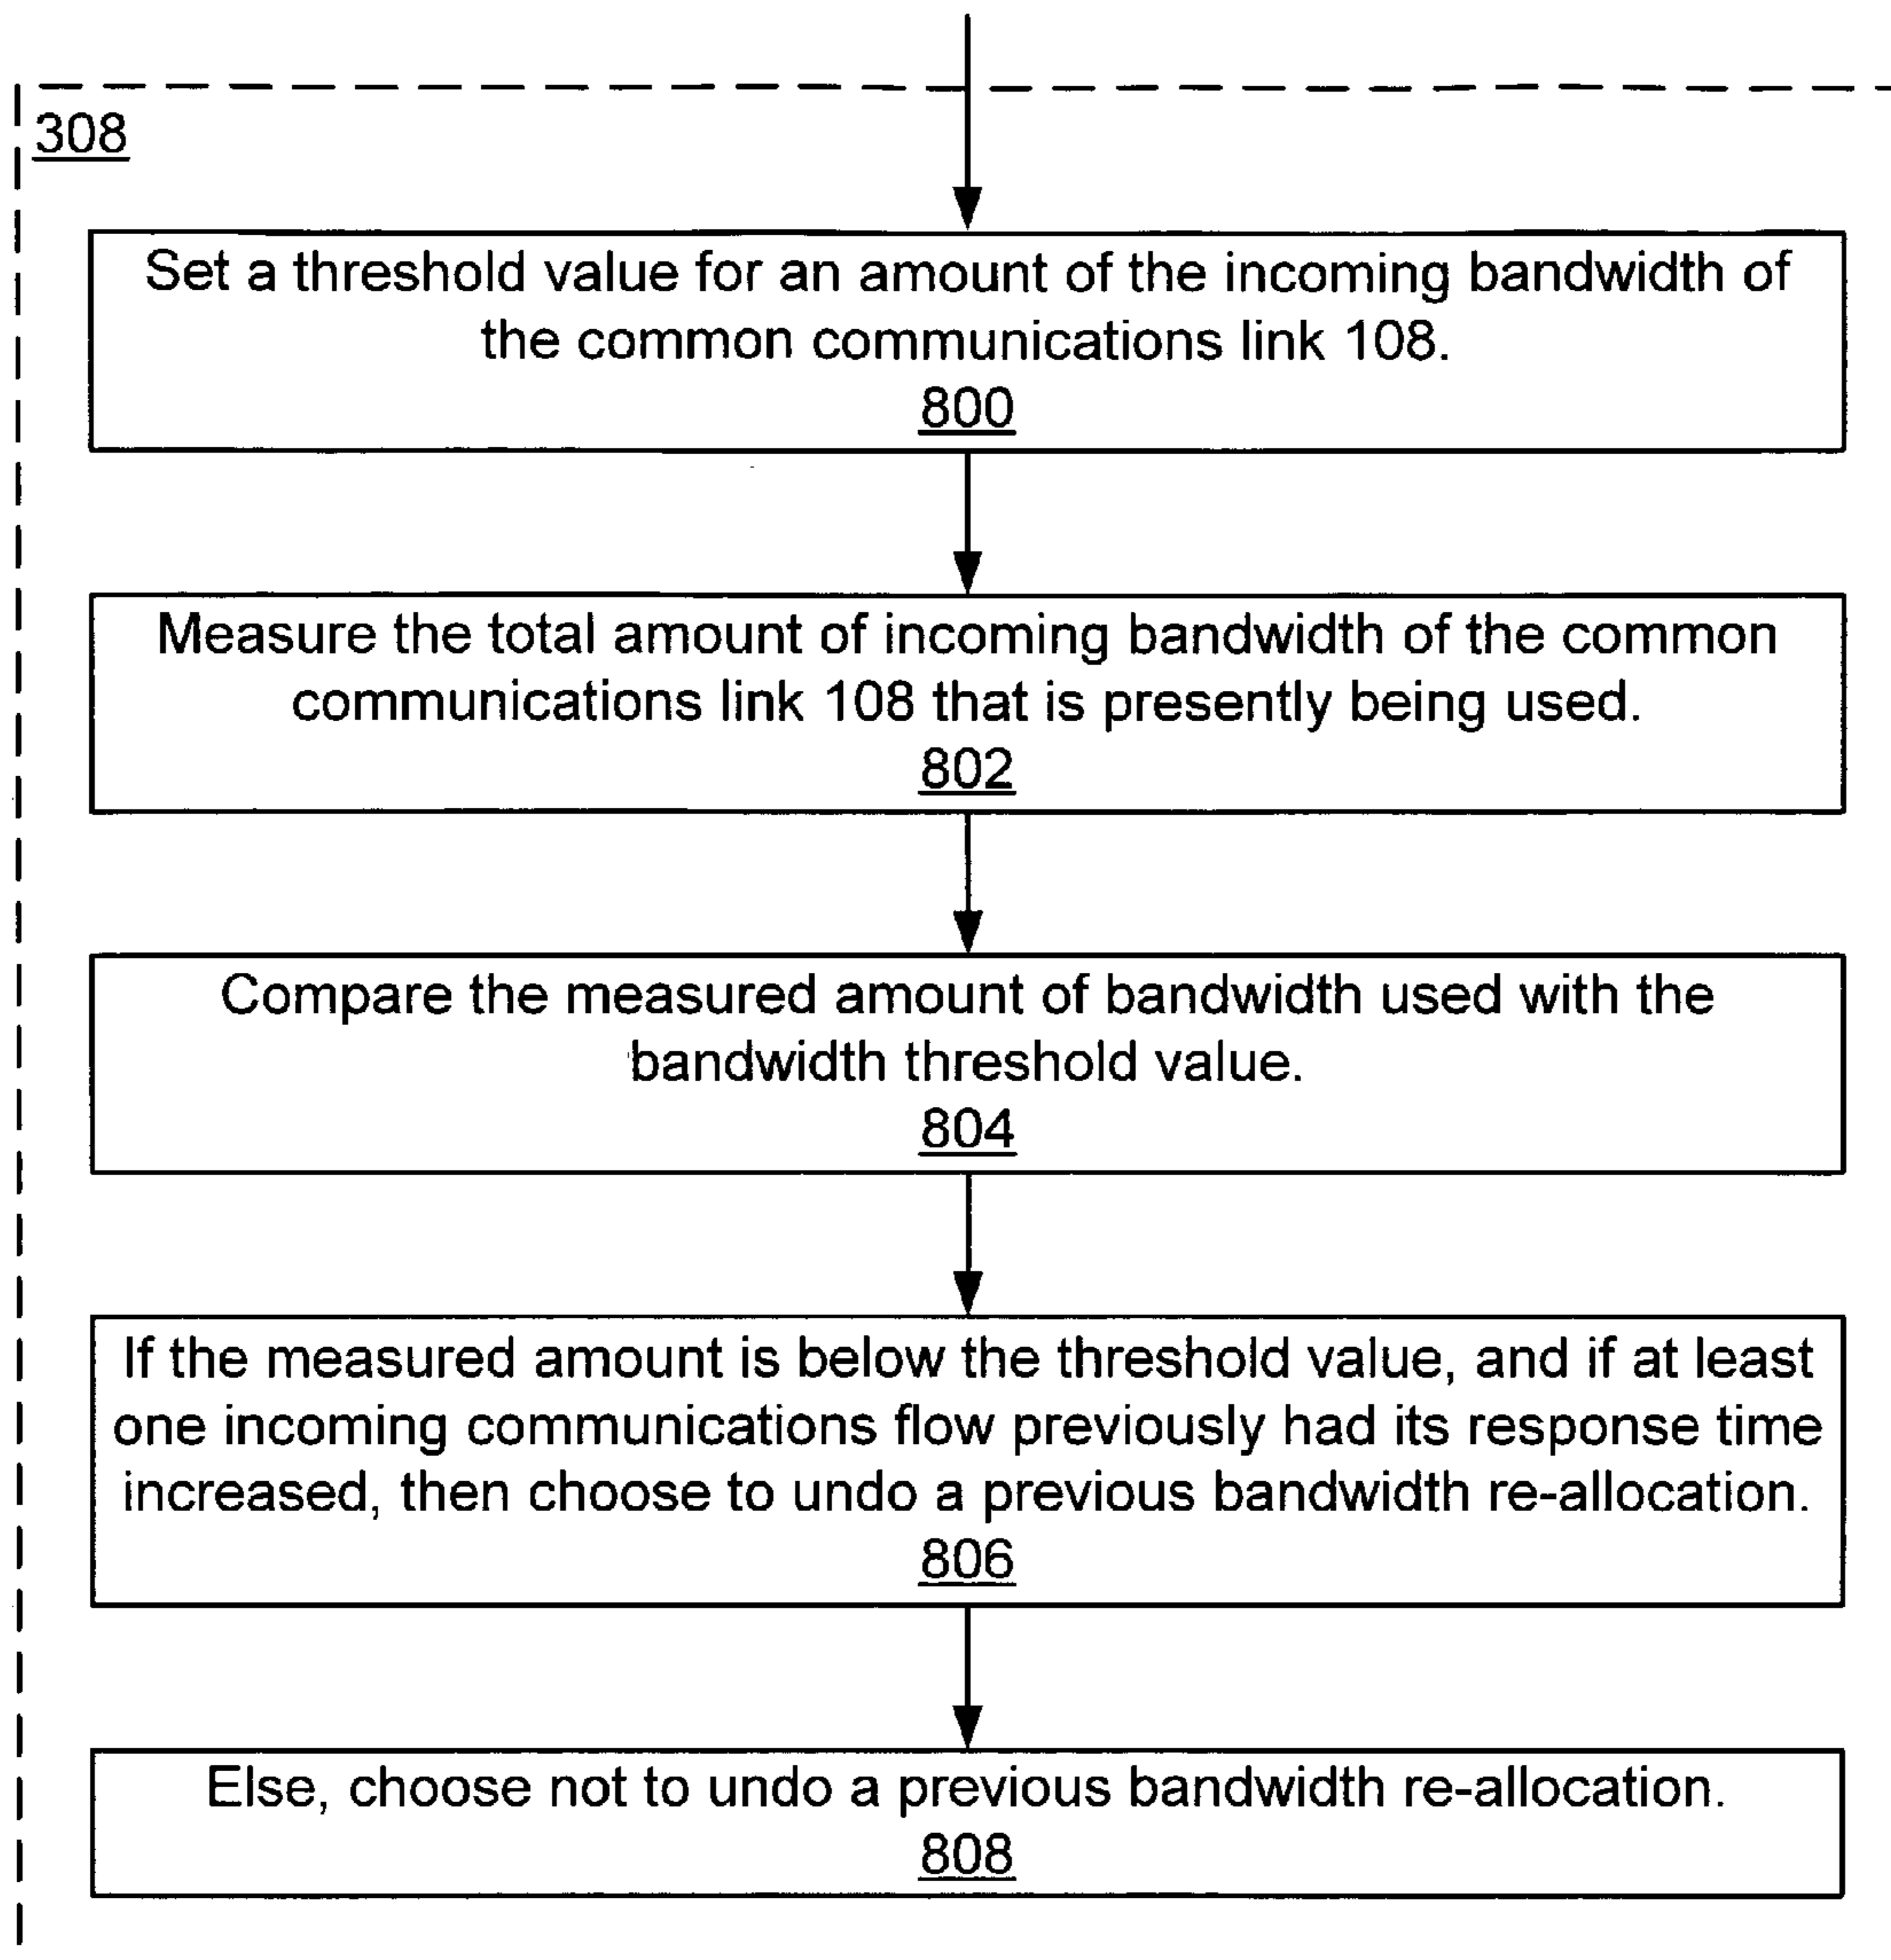 308
Set a threshold value for an amount of the incoming bandwidth of
the common communications link 108.
800
Measure the total amount of incoming bandwidth of the common
communications link 108 that is presently being used.
802
Compare the measured amount of bandwidth used with the
bandwidth threshold value.
804
If the measured amount is below the threshold value, and if at least
one incoming communications flow previously had its response time
increased, then choose to undo a previous bandwidth re-allocation.
806
Else, choose not to undo a previous bandwidth re-allocation.
808